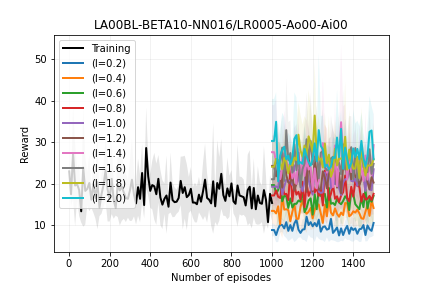 LA00BL-BETA10-NN016/LR0005-Ao00-Ai00
Training
(l=0.2)
(l=0.4)
(l=0.6)
(l=0.8)
(l=1.0)
(l=1.2)
(l=1.4)
(l=1.6)
(l=1.8)
(l=2.0)
Reward
50
40
30
20
10
0
200
400
600
800
1000
1200
1400
Number of episodes